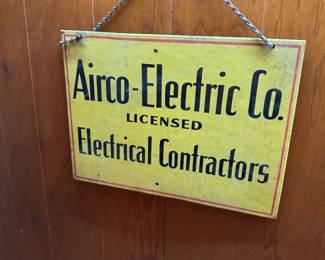 Airco-Electric Co.
LICENSED
Electrical Contractors